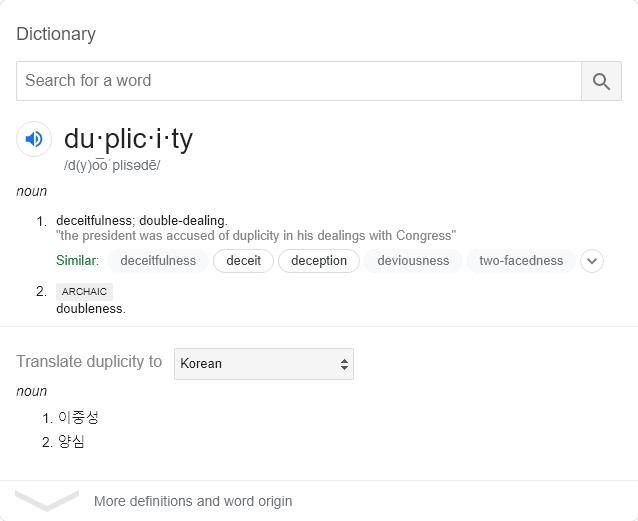 Dictionary
Search for a word
du·plic·i·ty
/d(y)o͞oˈplisədē/
noun
1. deceitfulness; double-dealing.
"the president was accused of duplicity in his dealings with Congress"
Similar: deceitfulness deceit deception deviousness two-facedness
2. ARCHAIC
doubleness.
Translate duplicity to Korean
noun
1. 이중성
2. 양심
More definitions and word origin